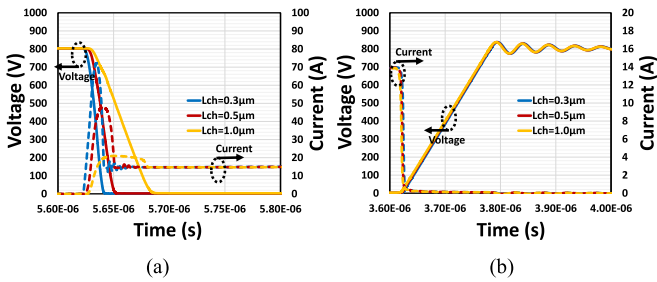 Voltage (V)
1000
900
800
700
600
500
400
300
200
100
0
Voltage
Lch=0.3μm
Lch=0.5μm
Lch=1.0μm
Current
100
90
80
70
60
50
40
30
20
10
0
Current (A)
5.60E-06
5.65E-06
5.70E-06
5.75E-06
5.80E-06
Time (s)
(a)
Voltage (V)
1000
900
800
700
600
500
400
300
200
100
0
Current
Lch=0.3μm
Lch=0.5μm
Lch=1.0μm
Voltage
20
18
16
14
12
10
8
6
4
2
0
Current (A)
3.60E-06
3.70E-06
3.80E-06
3.90E-06
4.00E-06
Time (s)
(b)